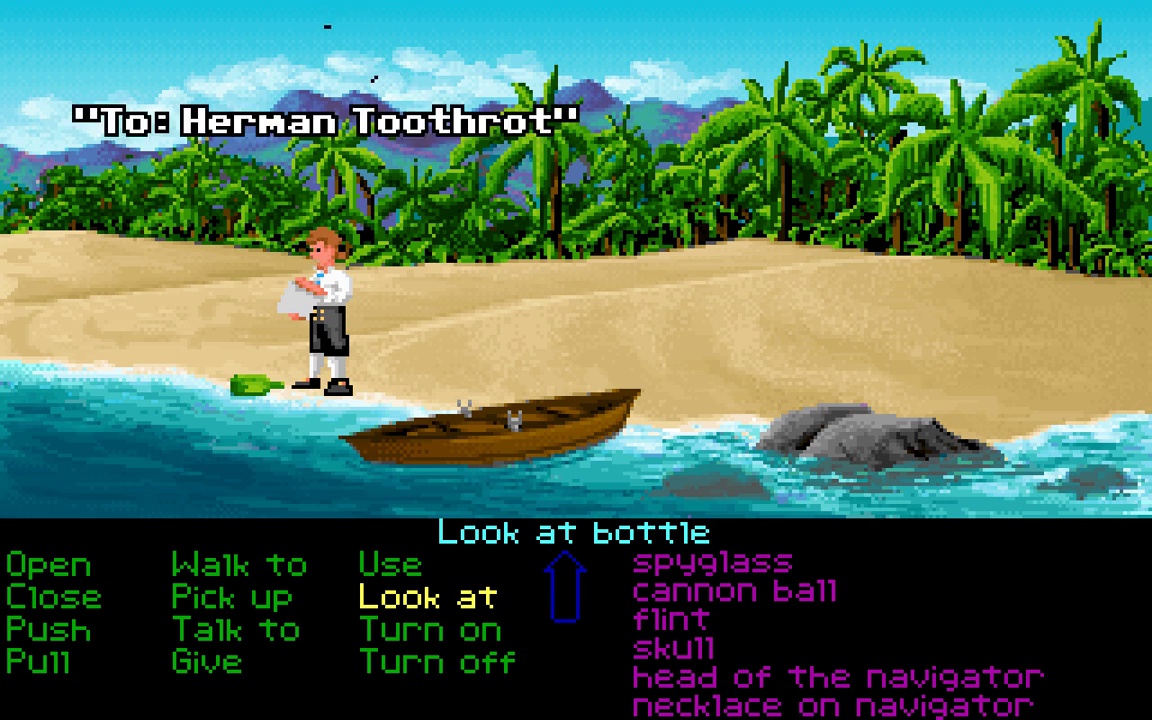 "To: Herman Toothrot"
Look at bottle
Open Walk to Use
Close Pick up Look at
Push Talk to Turn on
Pull Give Turn off
spyglass
cannon ball
flint
skull
head of the navigator
necklace on navigator